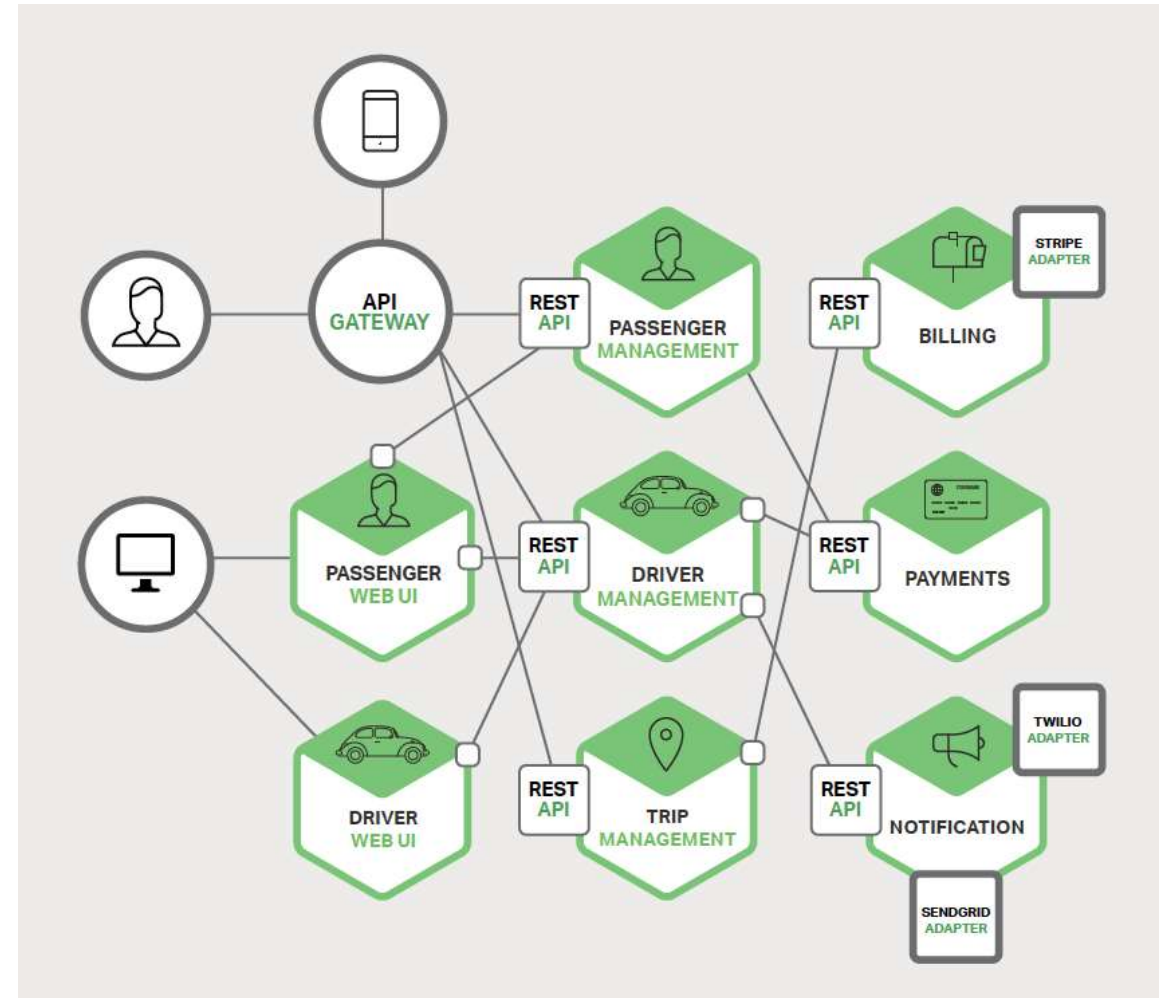 STRIPE
ADAPTER
API
GATEWAY
REST
API
PASSENGER
MANAGEMENT
REST
API
BILLING
PASSENGER
WEB UI
REST
API
DRIVER
MANAGEMENT
REST
API
PAYMENTS
DRIVER
WEB UI
REST
API
TRIP
MANAGEMENT
REST
API
NOTIFICATION
TWILIO
ADAPTER
SENDGRID
ADAPTER